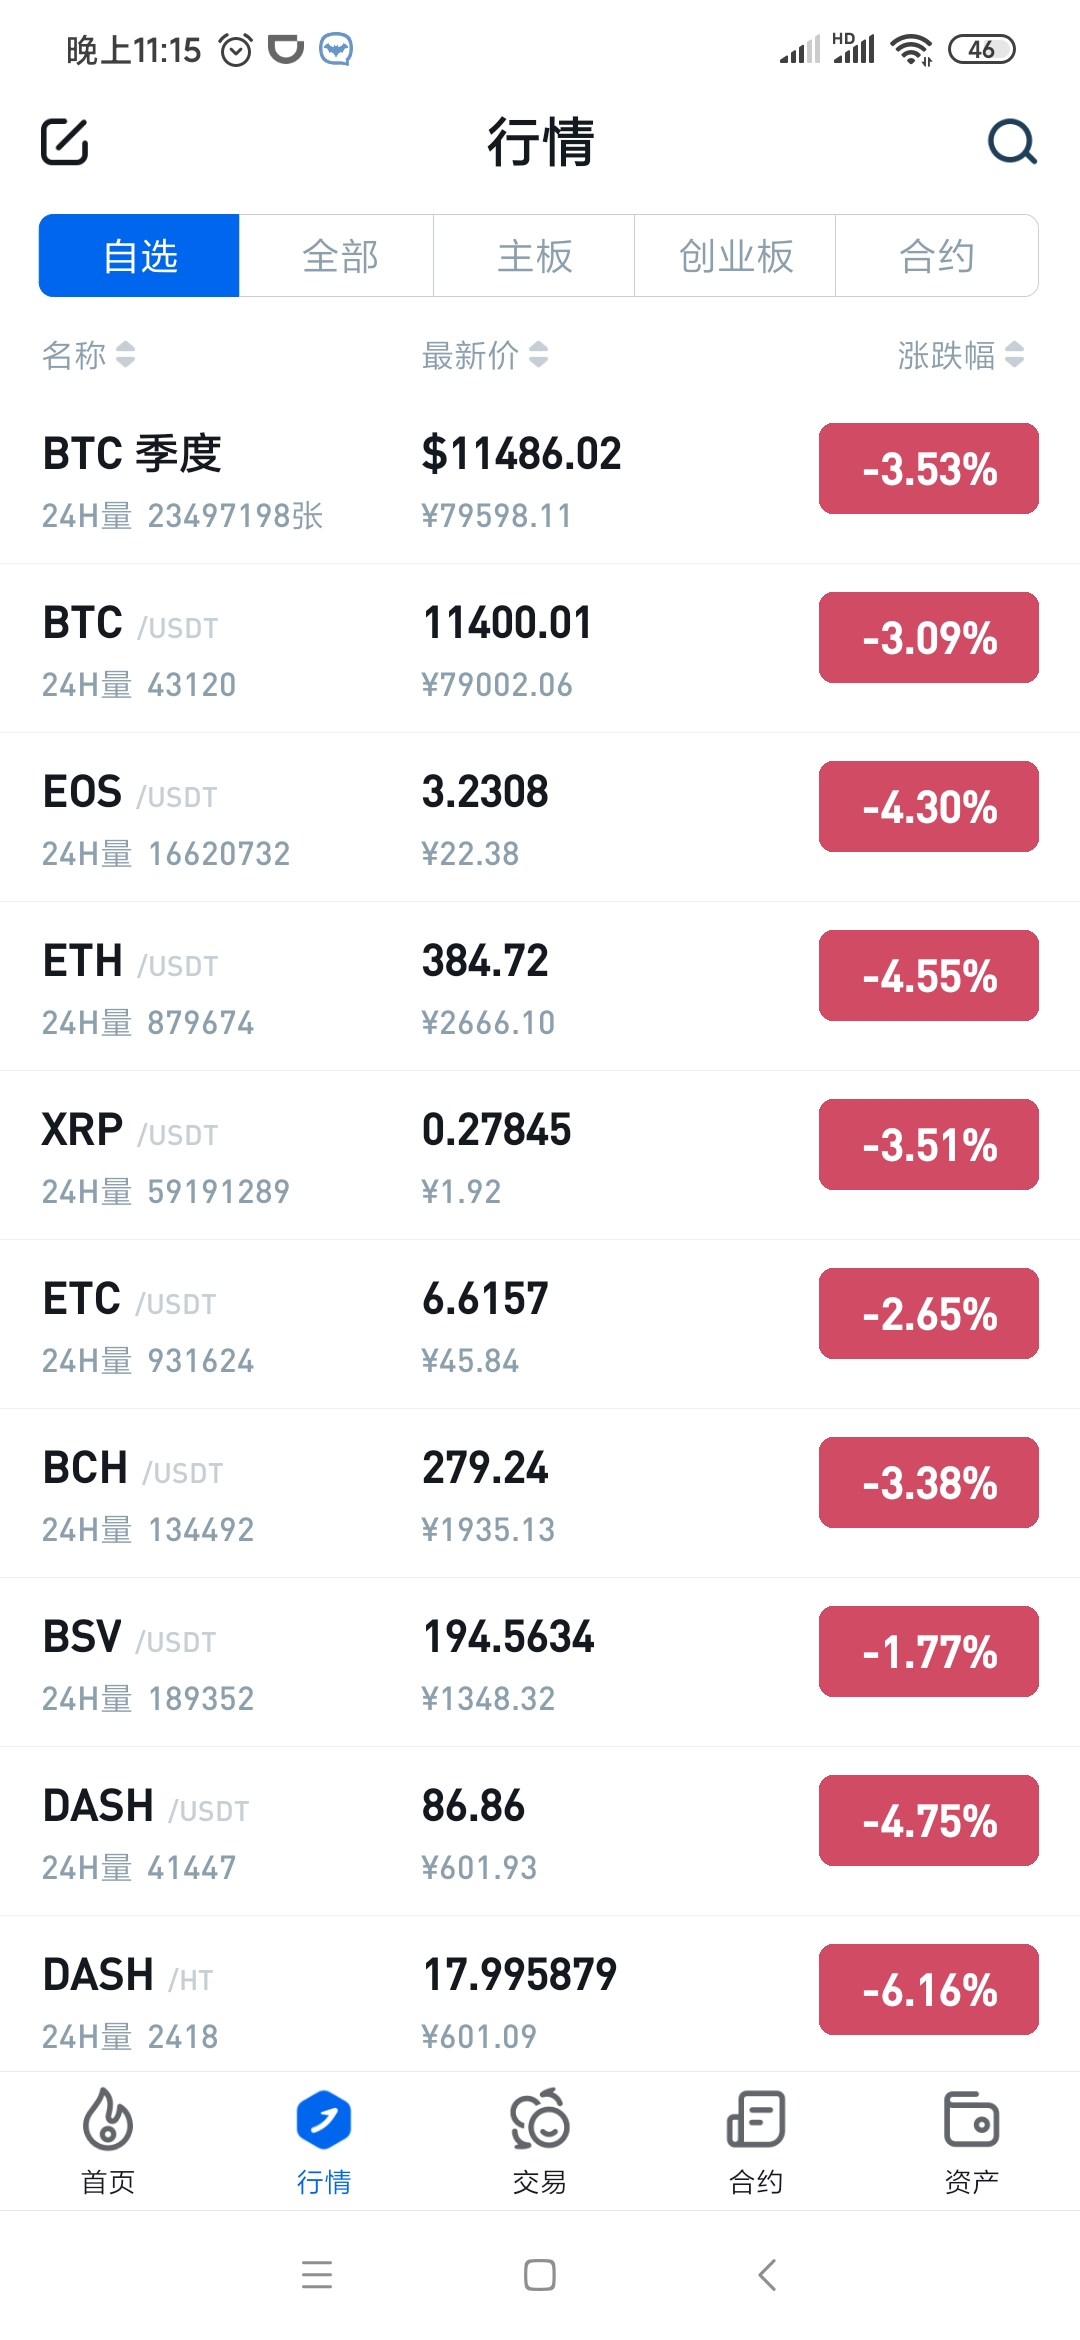 晚上11:15 HD 46
行情
自选 全部 主板 创业板 合约
名称 最新价 涨跌幅
BTC 季度 $11486.02 -3.53%
24H量 23497198张 ¥79598.11
BTC /USDT 11400.01 -3.09%
24H量 43120 ¥79002.06
EOS /USDT 3.2308 -4.30%
24H量 16620732 ¥22.38
ETH /USDT 384.72 -4.55%
24H量 879674 ¥2666.10
XRP /USDT 0.27845 -3.51%
24H量 59191289 ¥1.92
ETC /USDT 6.6157 -2.65%
24H量 931624 ¥45.84
BCH /USDT 279.24 -3.38%
24H量 134492 ¥1935.13
BSV /USDT 194.5634 -1.77%
24H量 189352 ¥1348.32
DASH /USDT 86.86 -4.75%
24H量 41447 ¥601.93
DASH /HT 17.995879 -6.16%
24H量 2418 ¥601.09
首页 行情 交易 合约 资产